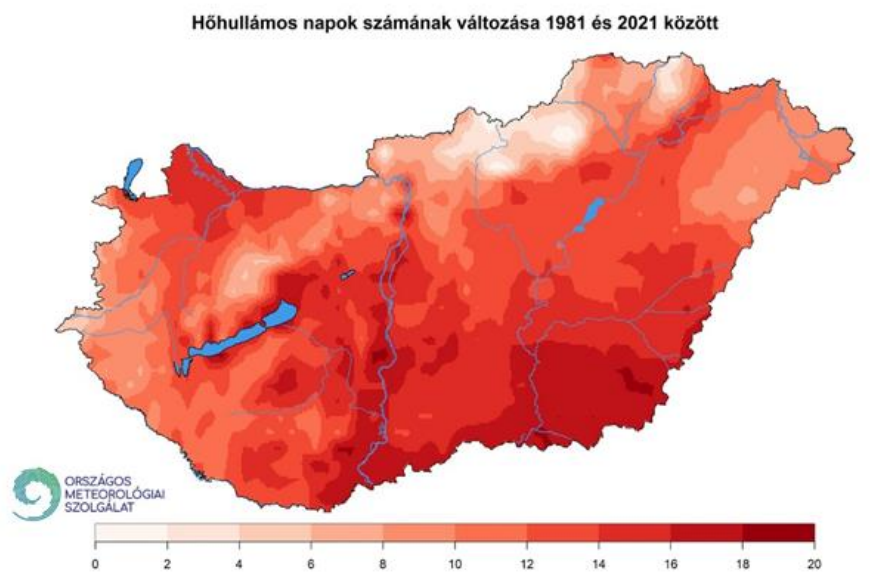 Hőhullámos napok számának változása 1981 és 2021 között
ORSZÁGOS
METEOROLÓGIAI
SZOLGÁLAT
0 2 4 6 8 10 12 14 16 18 20